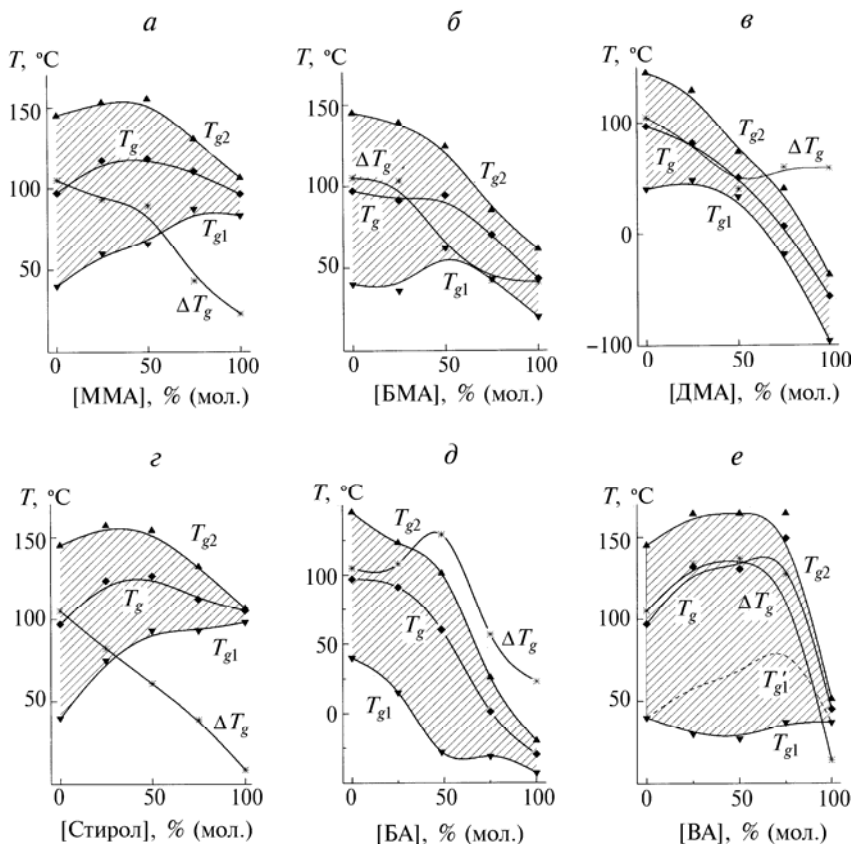 а
б
в
T, °C
150
100
50
T_g2
T_g
T_g1
ΔT_g
0
50
100
[ММА], % (мол.)
T, °C
150
100
50
ΔT_g
T_g
T_g2
T_g1
0
50
100
[БМА], % (мол.)
T, °C
100
0
−100
T_g2
ΔT_g
T_g
T_g1
0
50
100
[ДМА], % (мол.)
г
д
е
T, °C
150
100
50
T_g2
T_g
T_g1
ΔT_g
0
50
100
[Стирол], % (мол.)
T, °C
100
50
0
T_g2
T_g
ΔT_g
T_g1
0
50
100
[БА], % (мол.)
T, °C
150
100
50
T_g2
T_g
ΔT_g
T′_g1
T_g1
0
50
100
[ВА], % (мол.)